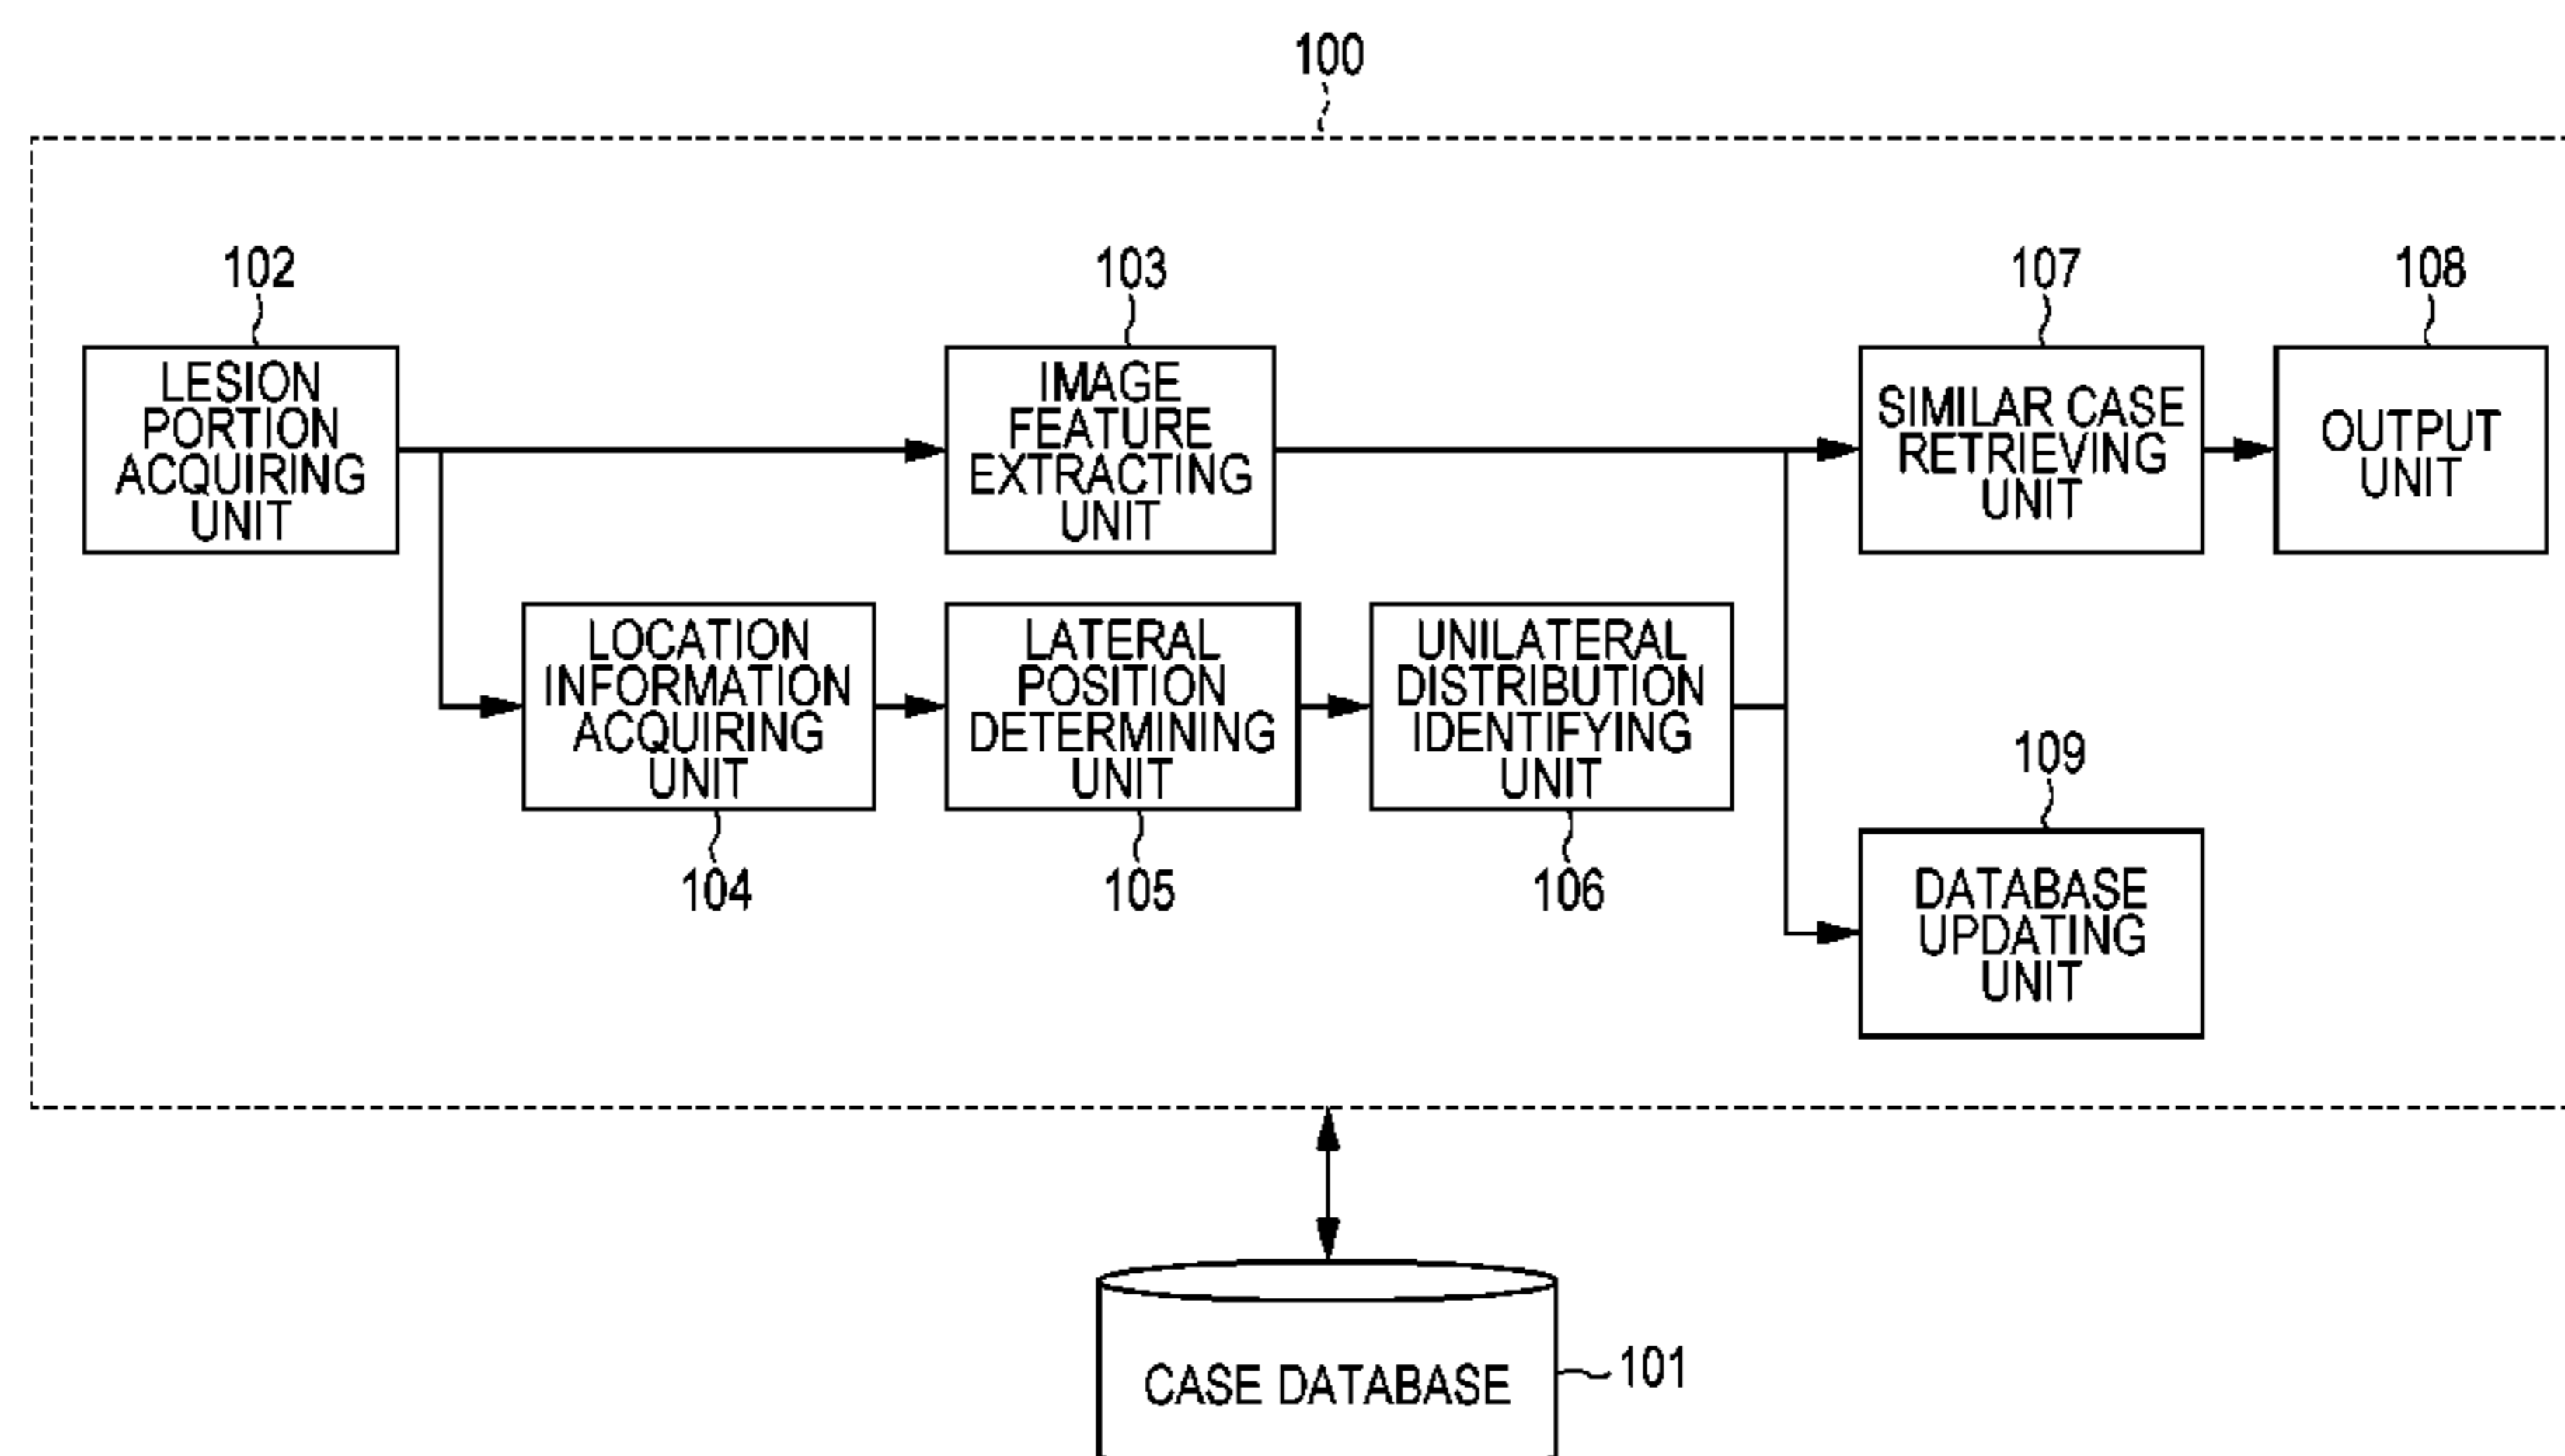 100
102
103
107
108
LESION
PORTION
ACQUIRING
UNIT
IMAGE
FEATURE
EXTRACTING
UNIT
SIMILAR CASE
RETRIEVING
UNIT
OUTPUT
UNIT
LOCATION
INFORMATION
ACQUIRING
UNIT
LATERAL
POSITION
DETERMINING
UNIT
UNILATERAL
DISTRIBUTION
IDENTIFYING
UNIT
104
105
106
109
DATABASE
UPDATING
UNIT
CASE DATABASE
101